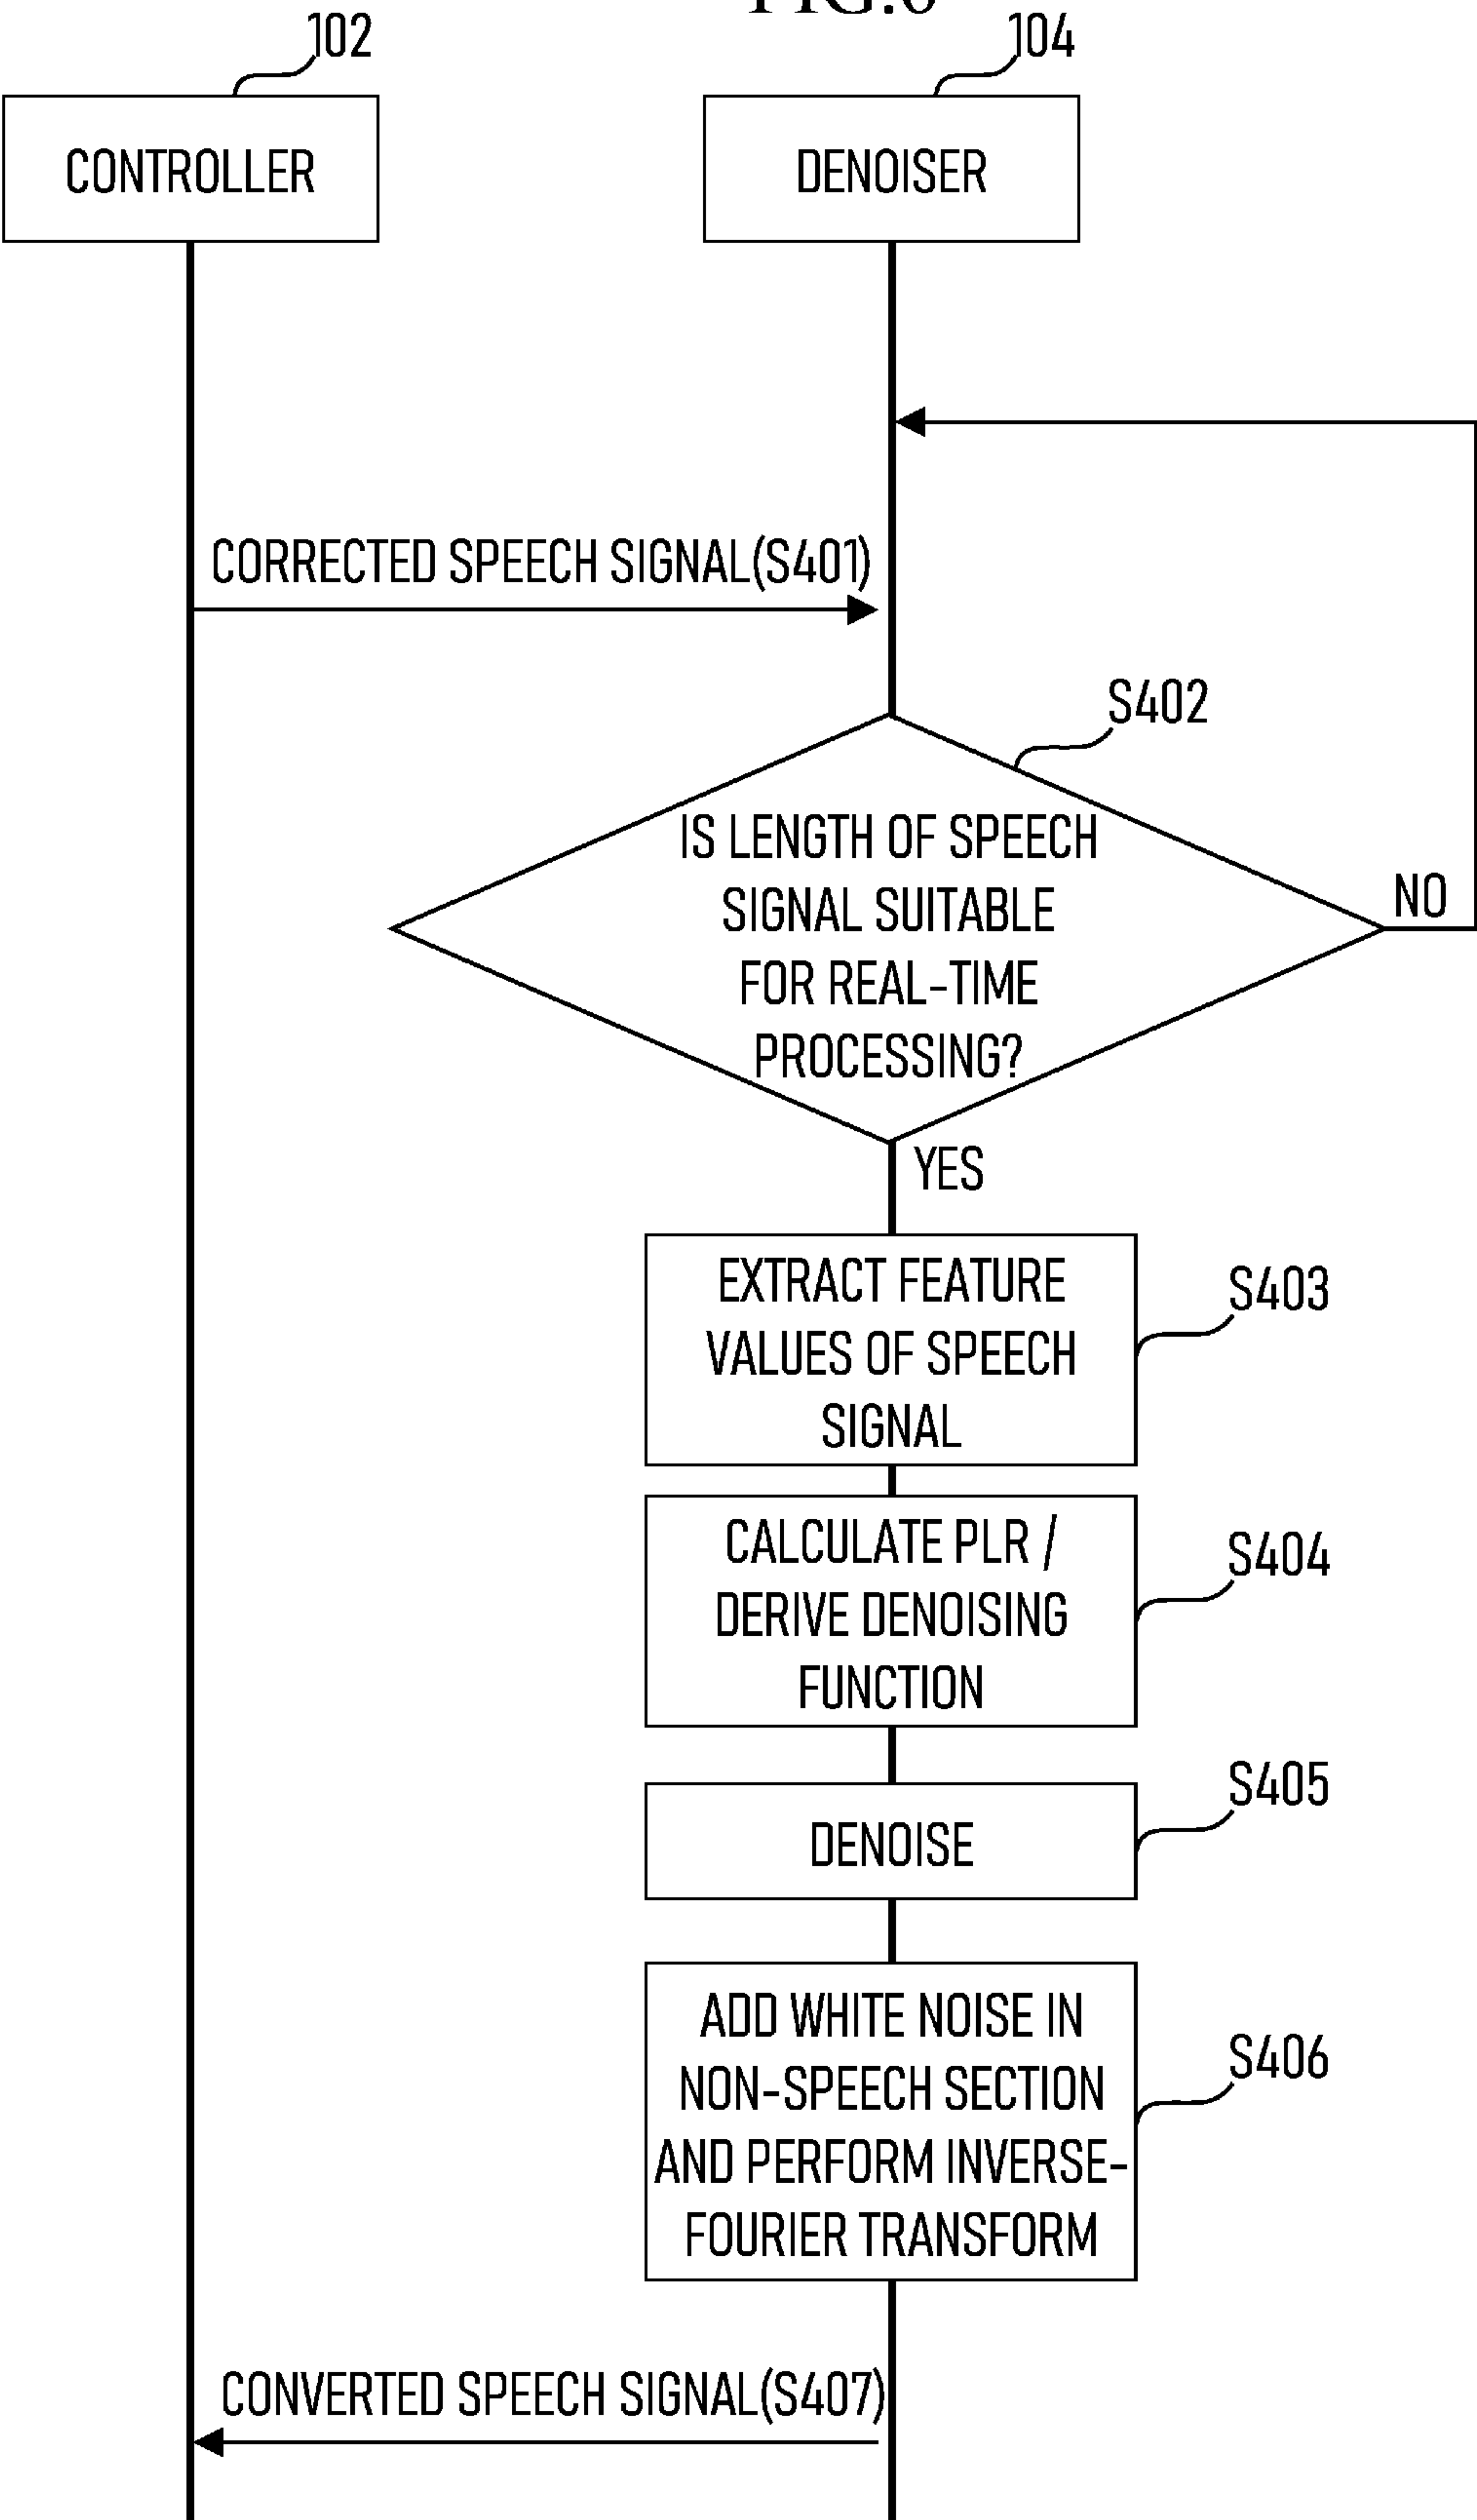 102
104
CONTROLLER
DENOISER
CORRECTED SPEECH SIGNAL(S401)
S402
IS LENGTH OF SPEECH
SIGNAL SUITABLE
FOR REAL-TIME
PROCESSING?
NO
YES
EXTRACT FEATURE
VALUES OF SPEECH
SIGNAL
S403
CALCULATE PLR/
DERIVE DENOISING
FUNCTION
S404
DENOISE
S405
ADD WHITE NOISE IN
NON-SPEECH SECTION
AND PERFORM INVERSE-
FOURIER TRANSFORM
S406
CONVERTED SPEECH SIGNAL(S407)